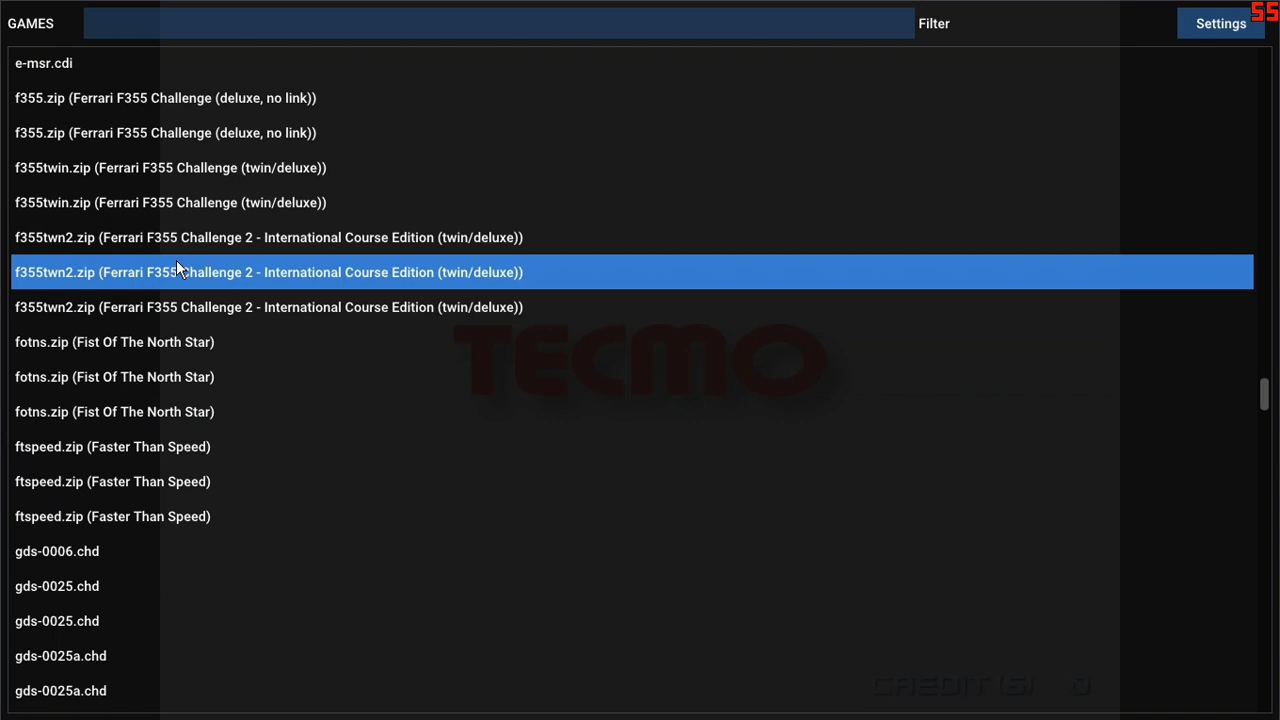 GAMES
Filter
Settings
55
e-msr.cdi
f355.zip (Ferrari F355 Challenge (deluxe, no link))
f355.zip (Ferrari F355 Challenge (deluxe, no link))
f355twin.zip (Ferrari F355 Challenge (twin/deluxe))
f355twin.zip (Ferrari F355 Challenge (twin/deluxe))
f355twn2.zip (Ferrari F355 Challenge 2 - International Course Edition (twin/deluxe))
f355twn2.zip (Ferrari F355 Challenge 2 - International Course Edition (twin/deluxe))
f355twn2.zip (Ferrari F355 Challenge 2 - International Course Edition (twin/deluxe))
fotns.zip (Fist Of The North Star)
TECMO
fotns.zip (Fist Of The North Star)
fotns.zip (Fist Of The North Star)
ftspeed.zip (Faster Than Speed)
ftspeed.zip (Faster Than Speed)
ftspeed.zip (Faster Than Speed)
gds-0006.chd
gds-0025.chd
gds-0025.chd
gds-0025a.chd
gds-0025a.chd
CREDIT(S) 0